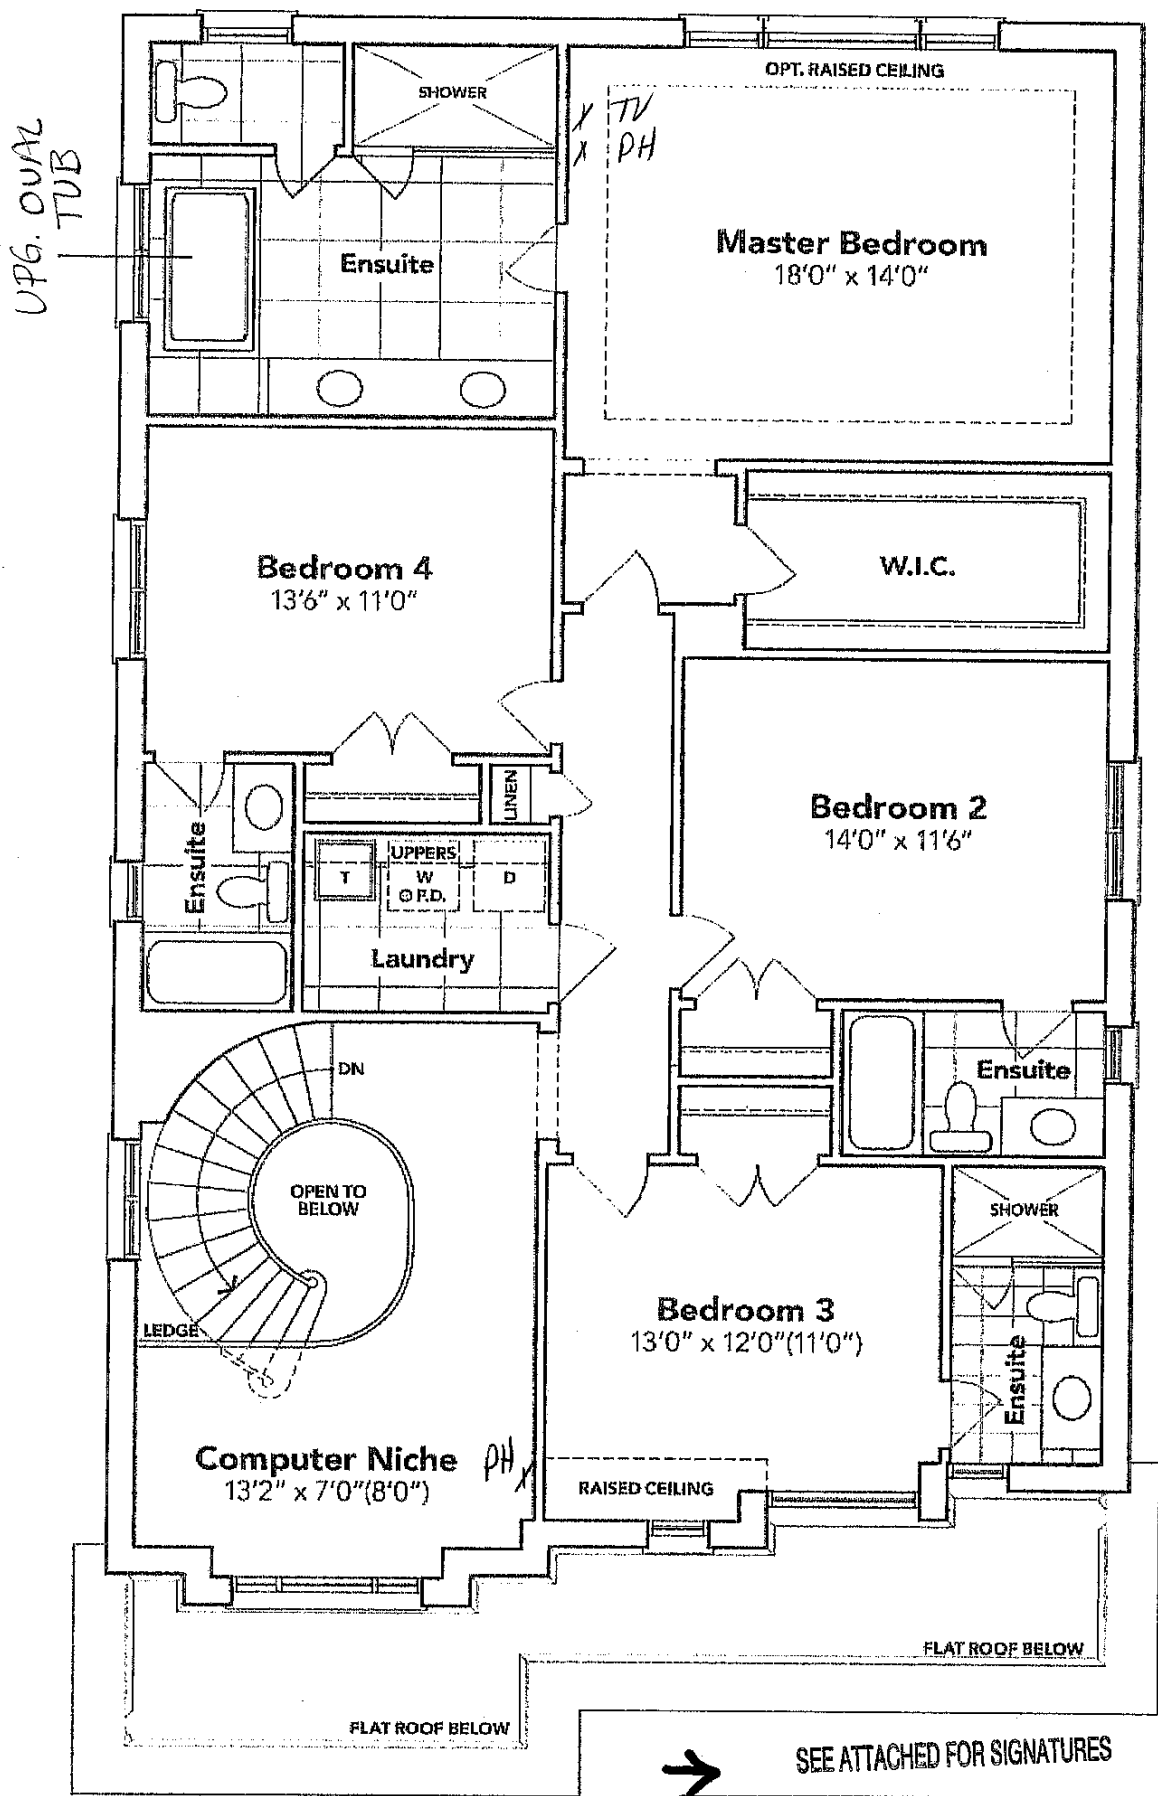 OPT. RAISED CEILING
SHOWER
X TV
X PH
UPG. OVAL
TUB
Ensuite
Master Bedroom
18'0" x 14'0"
Bedroom 4
13'6" x 11'0"
W.I.C.
LINEN
Bedroom 2
14'0" x 11'6"
Ensuite
UPPERS
T
W
F.D.
D
Laundry
DN
Ensuite
OPEN TO
BELOW
SHOWER
LEDGE
Bedroom 3
13'0" x 12'0"(11'0")
Ensuite
Computer Niche
13'2" x 7'0"(8'0")
PH X
RAISED CEILING
FLAT ROOF BELOW
FLAT ROOF BELOW
SEE ATTACHED FOR SIGNATURES